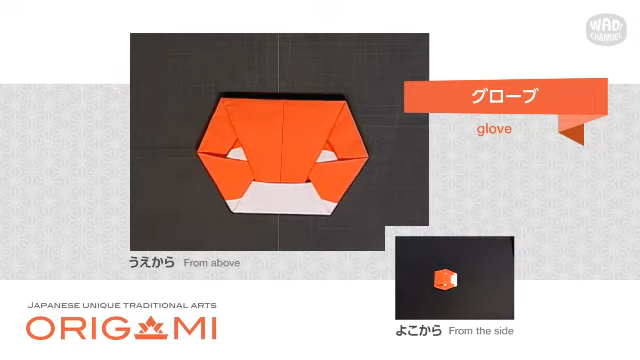 WADi
CHANNEL
グローブ
glove
うえから From above
よこから From the side
JAPANESE UNIQUE TRADITIONAL ARTS
ORIGAMI